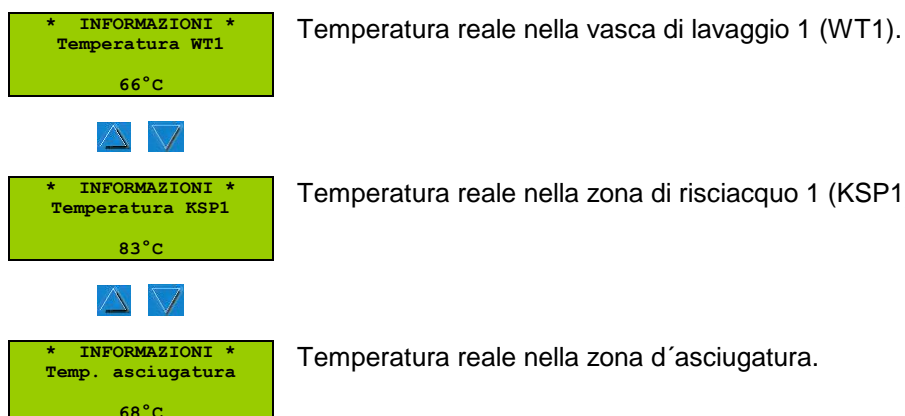 * INFORMAZIONI *
Temperatura WT1
66°C
Temperatura reale nella vasca di lavaggio 1 (WT1).
* INFORMAZIONI *
Temperatura KSP1
83°C
Temperatura reale nella zona di risciacquo 1 (KSP1
* INFORMAZIONI *
Temp. asciugatura
68°C
Temperatura reale nella zona d´asciugatura.